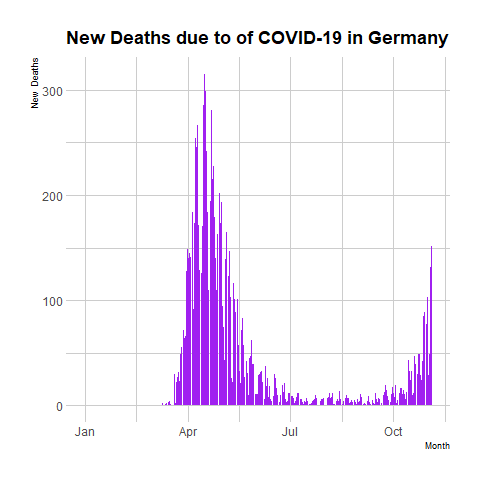 New Deaths due to of COVID-19 in Germany
New Deaths
300
200
100
0
Jan Apr Jul Oct
Month